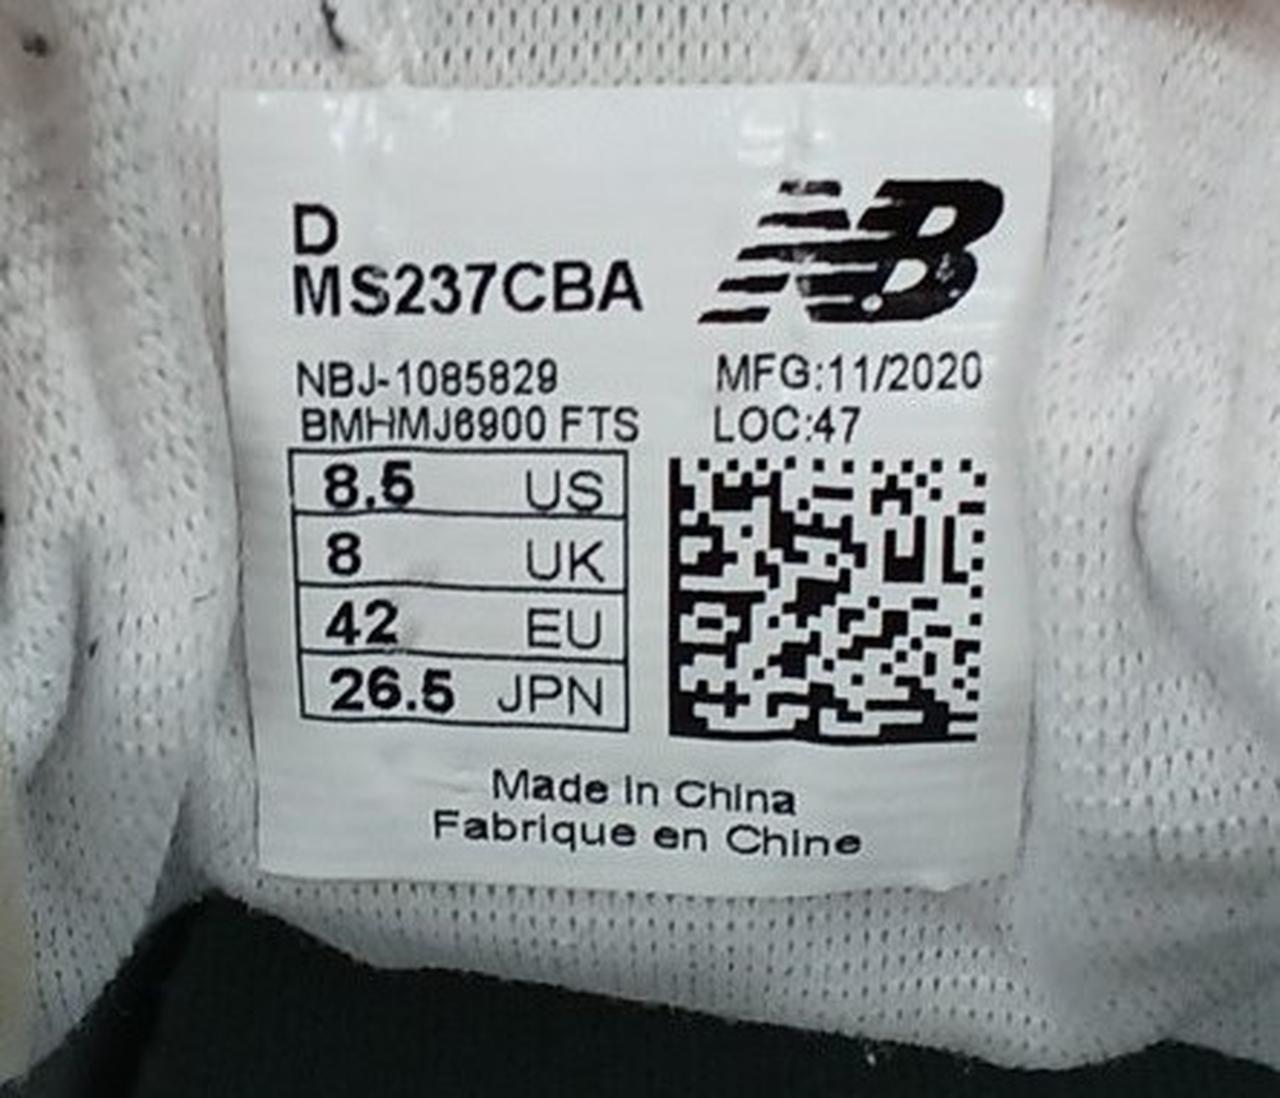 D
MS237CBA
NB
NBJ-1085829
BMHMJ6900 FTS
MFG:11/2020
LOC:47
8.5 US
8 UK
42 EU
26.5 JPN
Made in China
Fabrique en Chine